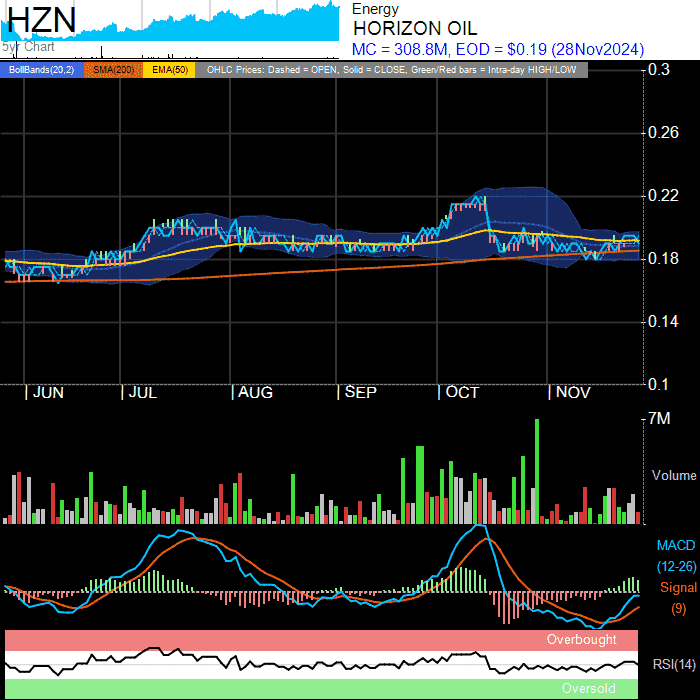 HZN
5yr Chart
Energy
HORIZON OIL
MC = 308.8M, EOD = $0.19 (28Nov2024)
BollBands(20,2) SMA(200) EMA(50) OHLC Prices: Dashed = OPEN, Solid = CLOSE, Green/Red bars = Intra-day HIGH/LOW
0.3
0.26
0.22
0.18
0.14
0.1
JUN JUL AUG SEP OCT NOV
7M
Volume
MACD
(12-26)
Signal
(9)
Overbought
RSI(14)
Oversold